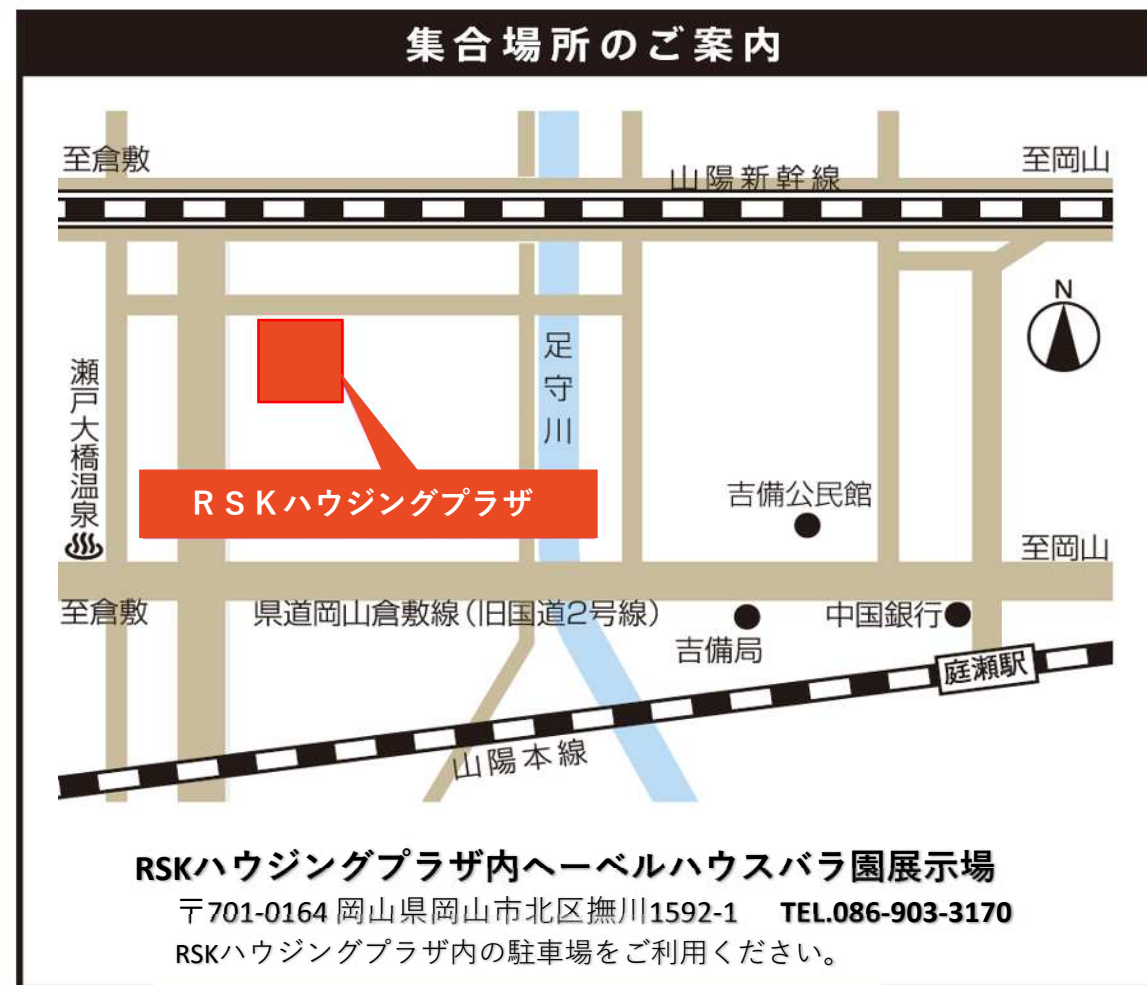 集合場所のご案内
至倉敷
山陽新幹線
至岡山
N
足守川
瀬戸大橋温泉
RSKハウジングプラザ
吉備公民館
至岡山
至倉敷
県道岡山倉敷線(旧国道2号線)
中国銀行
吉備局
庭瀬駅
山陽本線
RSKハウジングプラザ内へーベルハウスバラ園展示場
〒701-0164 岡山県岡山市北区撫川1592-1 TEL.086-903-3170
RSKハウジングプラザ内の駐車場をご利用ください。